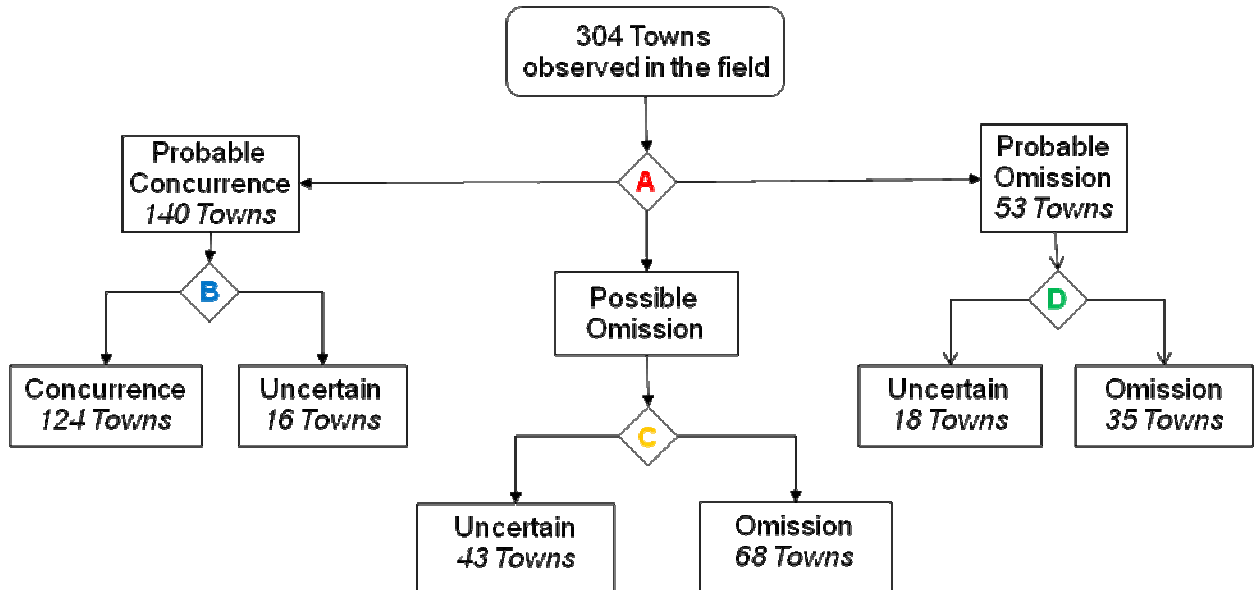 304 Towns
observed in the field
A
Probable
Concurrence
140 Towns
Probable
Omission
53 Towns
B
Possible
Omission
D
Concurrence
124 Towns
Uncertain
16 Towns
Uncertain
18 Towns
Omission
35 Towns
C
Uncertain
43 Towns
Omission
68 Towns